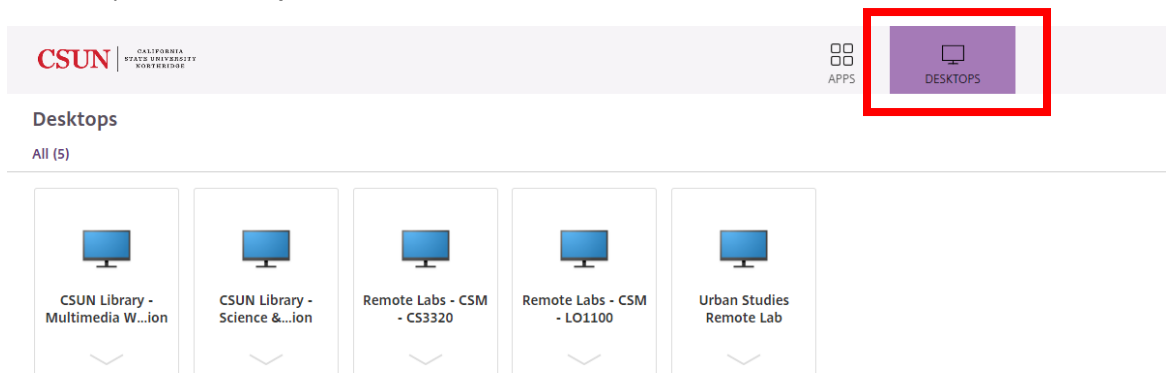 CSUN
CALIFORNIA
STATE UNIVERSITY
NORTHRIDGE
APPS
DESKTOPS
Desktops
All (5)
CSUN Library -
Multimedia W...ion
CSUN Library -
Science &...ion
Remote Labs - CSM
- CS3320
Remote Labs - CSM
- LO1100
Urban Studies
Remote Lab